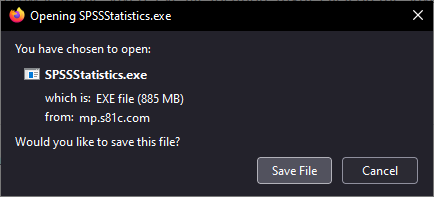 Opening SPSSStatistics.exe
You have chosen to open:
SPSSStatistics.exe
which is: EXE file (885 MB)
from: mp.s81c.com
Would you like to save this file?
Save File Cancel